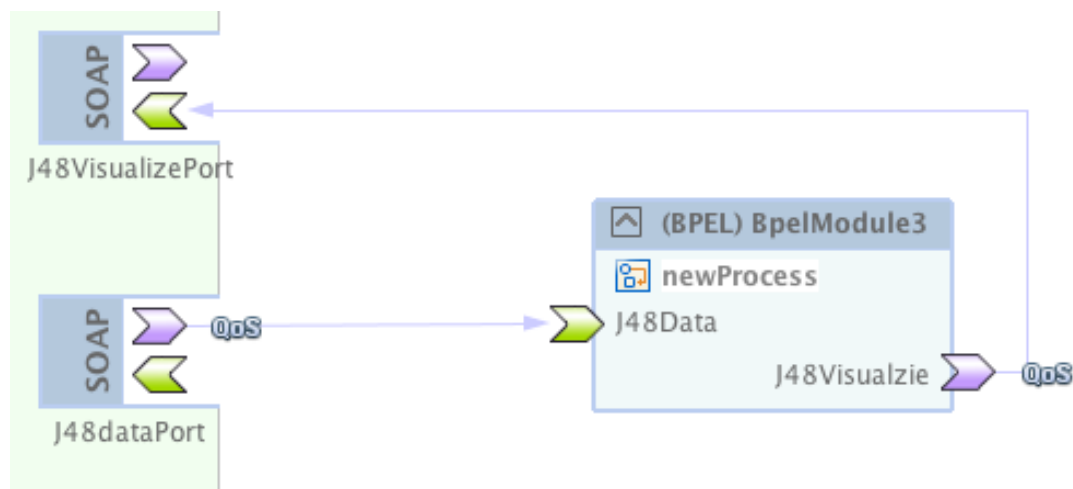 SOAP
J48VisualizePort
(BPEL) BpelModule3
newProcess
SOAP
QoS
J48Data
J48Visualzie
QoS
J48dataPort